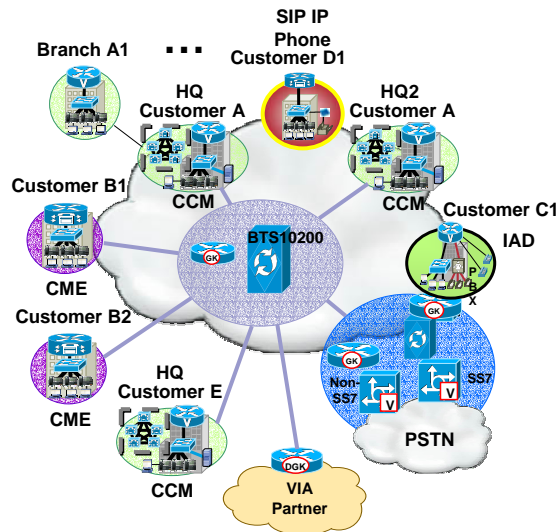 SIP IP
Phone
Customer D1
Branch A1
...
HQ
Customer A
CCM
HQ2
Customer A
CCM
Customer B1
CME
BTS10200
GK
Customer C1
IAD
P
B
X
Customer B2
CME
GK
GK
Non-
SS7
SS7
V
V
PSTN
HQ
Customer E
CCM
DGK
VIA
Partner